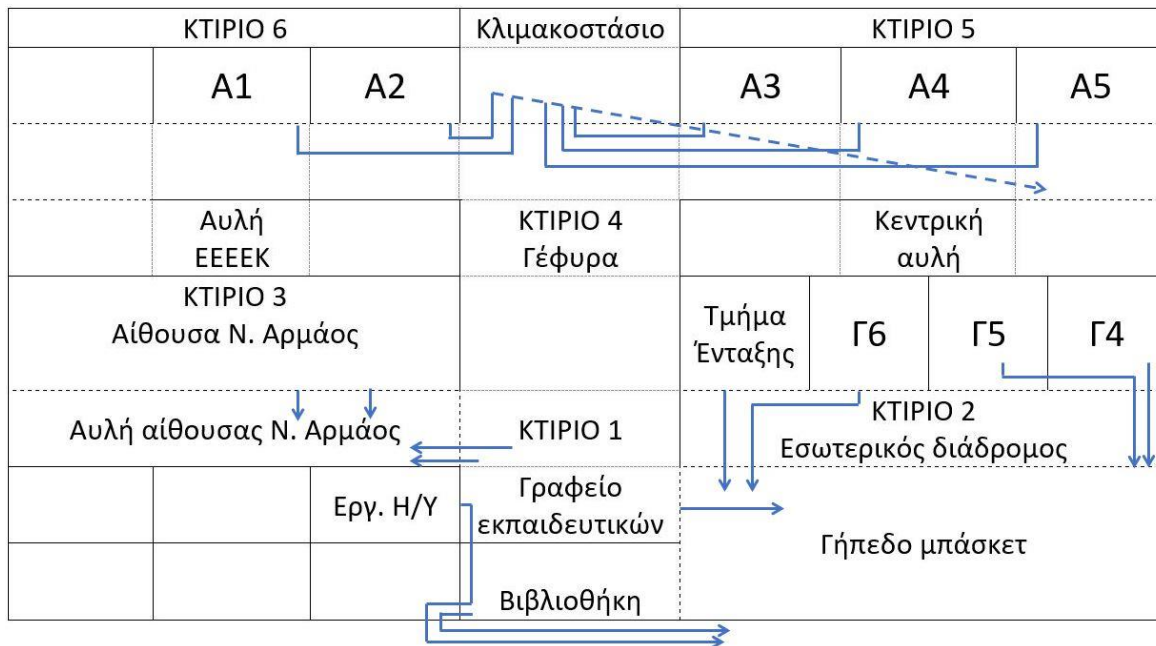 ΚΤΙΡΙΟ 6
Κλιμακοστάσιο
ΚΤΙΡΙΟ 5
Α1
Α2
Α3
Α4
Α5
Αυλή
ΕΕΕΕΚ
ΚΤΙΡΙΟ 4
Γέφυρα
Κεντρική
αυλή
ΚΤΙΡΙΟ 3
Αίθουσα Ν. Αρμάος
Τμήμα
Ένταξης
Γ6
Γ5
Γ4
Αυλή αίθουσας Ν. Αρμάος
ΚΤΙΡΙΟ 1
ΚΤΙΡΙΟ 2
Εσωτερικός διάδρομος
Εργ. Η/Υ
Γραφείο
εκπαιδευτικών
Γήπεδο μπάσκετ
Βιβλιοθήκη